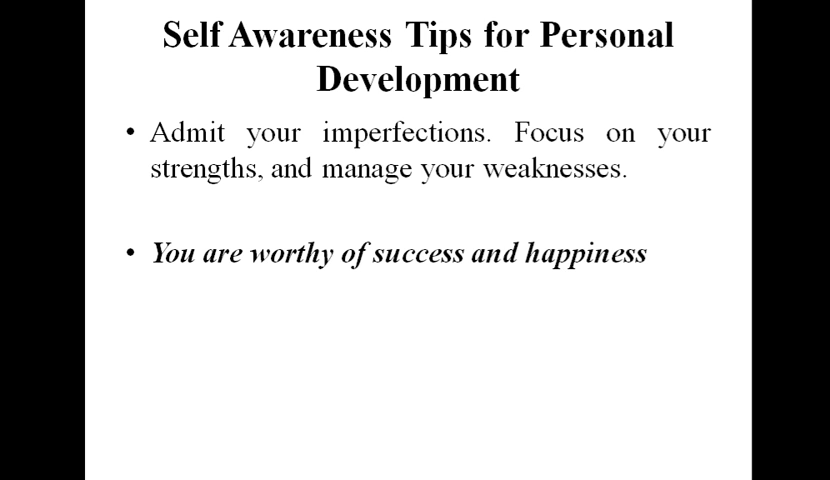 Self Awareness Tips for Personal
Development
• Admit your imperfections. Focus on your
strengths, and manage your weaknesses.
• You are worthy of success and happiness